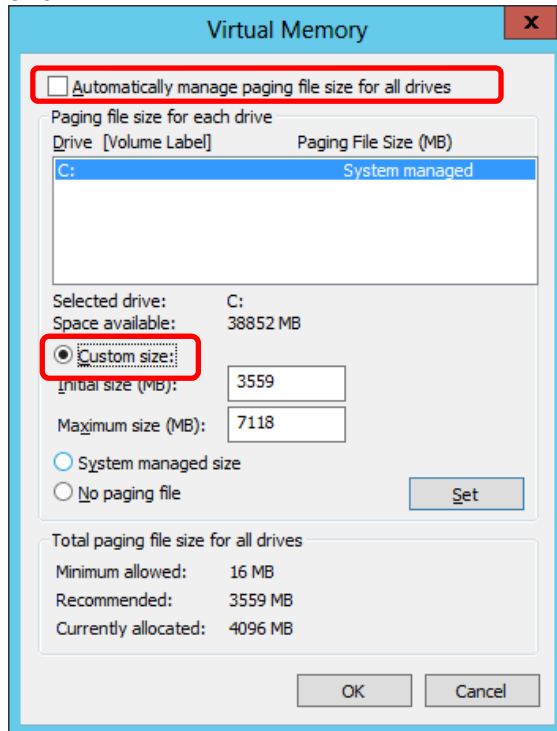 Virtual Memory
x
Automatically manage paging file size for all drives
Paging file size for each drive
Drive [Volume Label] Paging File Size (MB)
C: System managed
Selected drive: C:
Space available: 38852 MB
Custom size:
Initial size (MB): 3559
Maximum size (MB): 7118
System managed size
No paging file Set
Total paging file size for all drives
Minimum allowed: 16 MB
Recommended: 3559 MB
Currently allocated: 4096 MB
OK Cancel